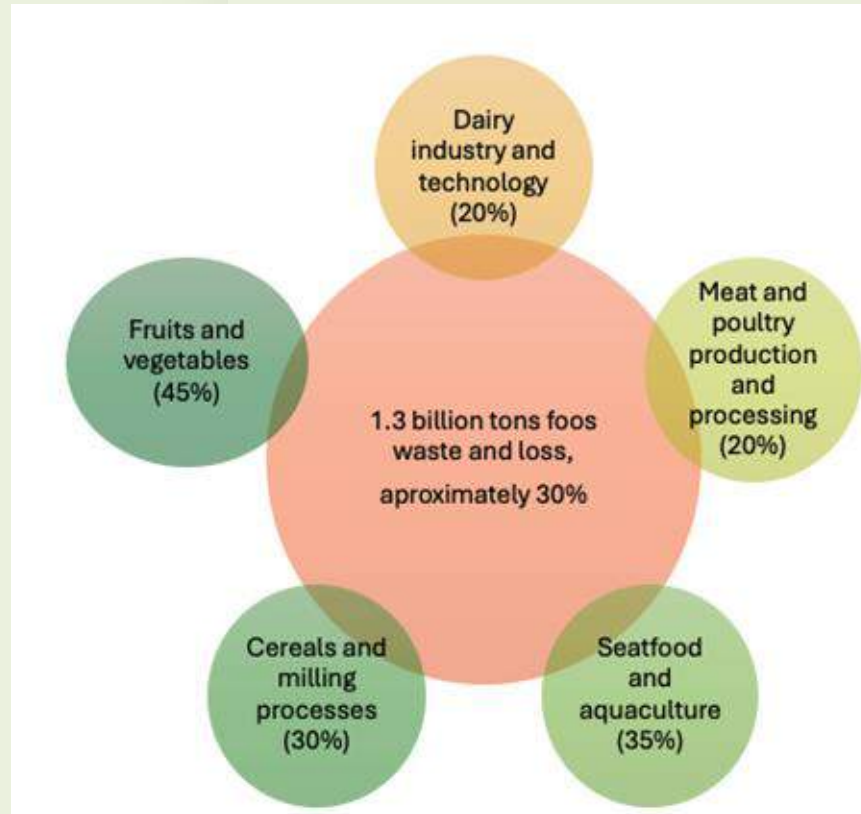 Dairy
industry and
technology
(20%)
Meat and
poultry
production
and
processing
(20%)
Fruits and
vegetables
(45%)
1.3 billion tons foos
waste and loss,
aproximately 30%
Cereals and
milling
processes
(30%)
Seatfood
and
aquaculture
(35%)